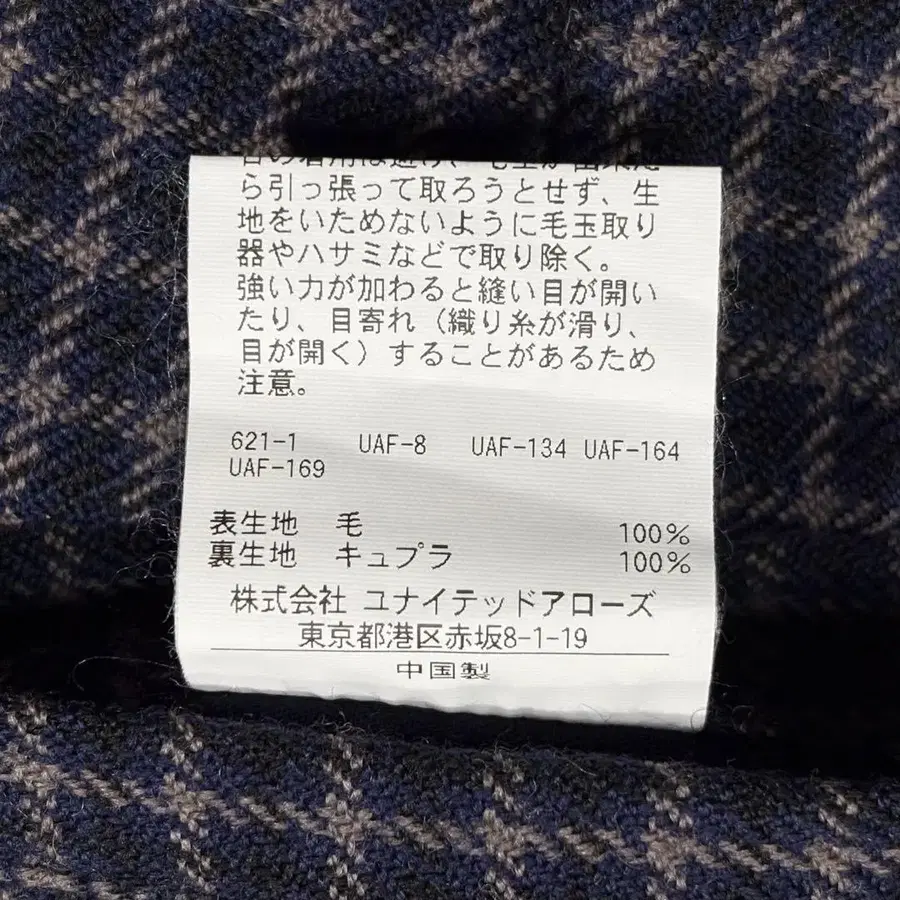 ら引っ張って取ろうとせず、生
地をいためないように毛玉取り
器やハサミなどで取り除く。
強い力が加わると縫い目が開い
たり、目寄れ（織り糸が滑り、
目が開く）することがあるため
注意。
621-1 UAF-8 UAF-134 UAF-164
UAF-169
表生地 毛 100%
裏生地 キュプラ 100%
株式会社 ユナイテッドアローズ
東京都港区赤坂8-1-19
中国製